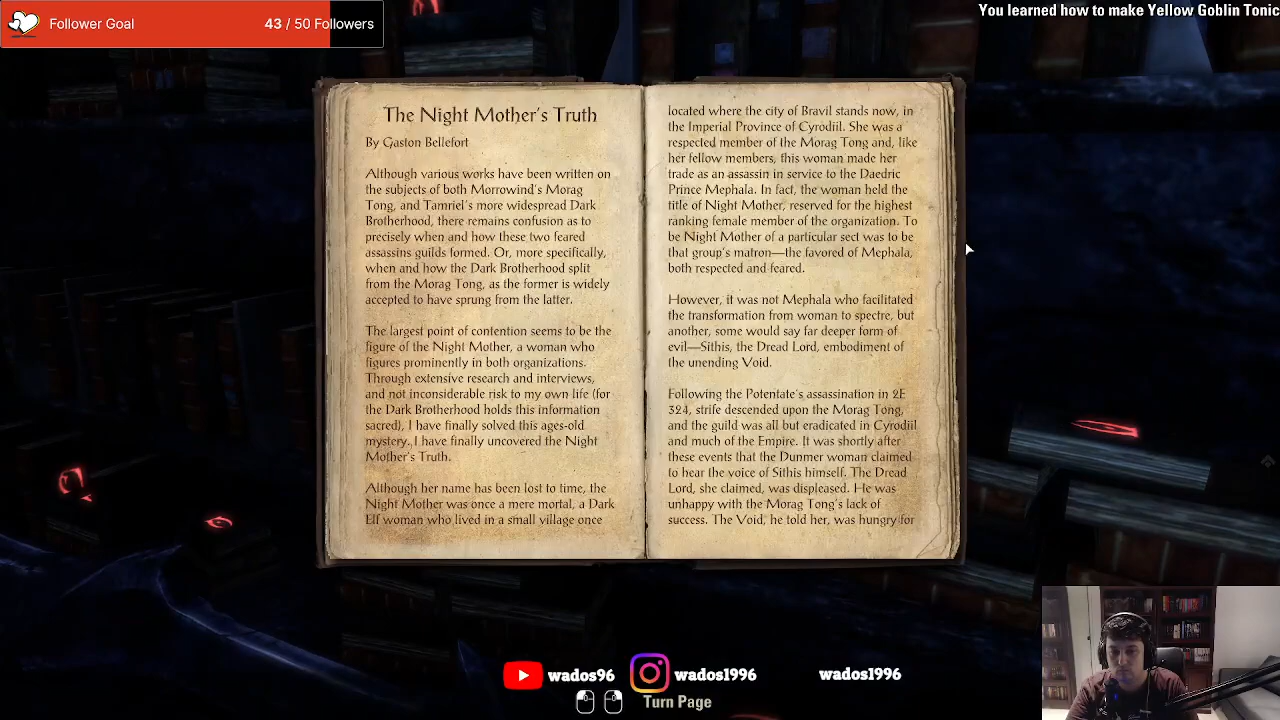 Follower Goal
43 / 50 Followers
You learned how to make Yellow Goblin Tonic
The Night Mother's Truth
By Gaston Bellefort
Although various works have been written on
the subjects of both Morrowind's Morag
Tong, and Tamriel's more widespread Dark
Brotherhood, there remains confusion as to
precisely when and how these two feared
assassins guilds formed. Or, more specifically,
when and how the Dark Brotherhood split
from the Morag Tong, as the former is widely
accepted to have sprung from the latter.
The largest point of contention seems to be the
figure of the Night Mother, a woman who
figures prominently in both organizations.
Through extensive research and interviews,
and not inconsiderable risk to my own life (for
the Dark Brotherhood holds this information
sacred), I have finally solved this ages-old
mystery. I have finally uncovered the Night
Mother's Truth.
Although her name has been lost to time, the
Night Mother was once a mere mortal, a Dark
Elf woman who lived in a small village once
located where the city of Bravil stands now, in
the Imperial Province of Cyrodiil. She was a
respected member of the Morag Tong and, like
her fellow members, this woman made her
trade as an assassin in service to the Daedric
Prince Mephala. In fact, the woman held the
title of Night Mother, reserved for the highest
ranking female member of the organization. To
be Night Mother of a particular sect was to be
that group's matron—the favored of Mephala,
both respected and feared.
However, it was not Mephala who facilitated
the transformation from woman to spectre, but
another, some would say far deeper form of
evil—Sithis, the Dread Lord, embodiment of
the unending Void.
Following the Potentate's assassination in 2E
324, strife descended upon the Morag Tong,
and the guild was all but eradicated in Cyrodiil
and much of the Empire. It was shortly after
these events that the Dunmer woman claimed
to hear the voice of Sithis himself. The Dread
Lord, she claimed, was displeased. He was
unhappy with the Morag Tong's lack of
success. The Void, he told her, was hungry for
wados96
wados1996
wados1996
Turn Page